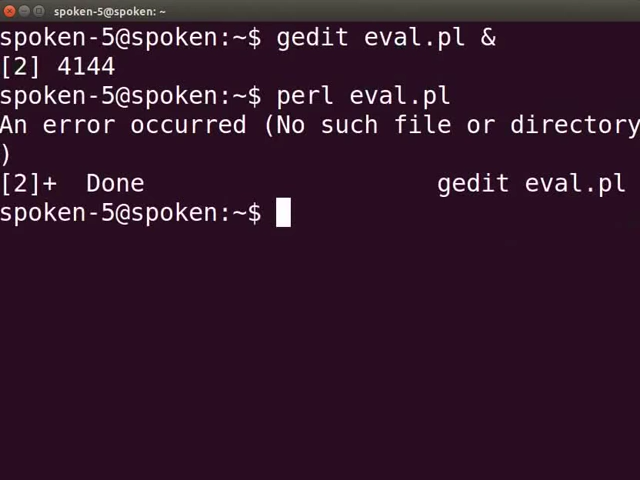 spoken-5@spoken: ~
spoken-5@spoken:~$ gedit eval.pl &
[2] 4144
spoken-5@spoken:~$ perl eval.pl
An error occurred (No such file or directory
)
[2]+  Done                    gedit eval.pl
spoken-5@spoken:~$